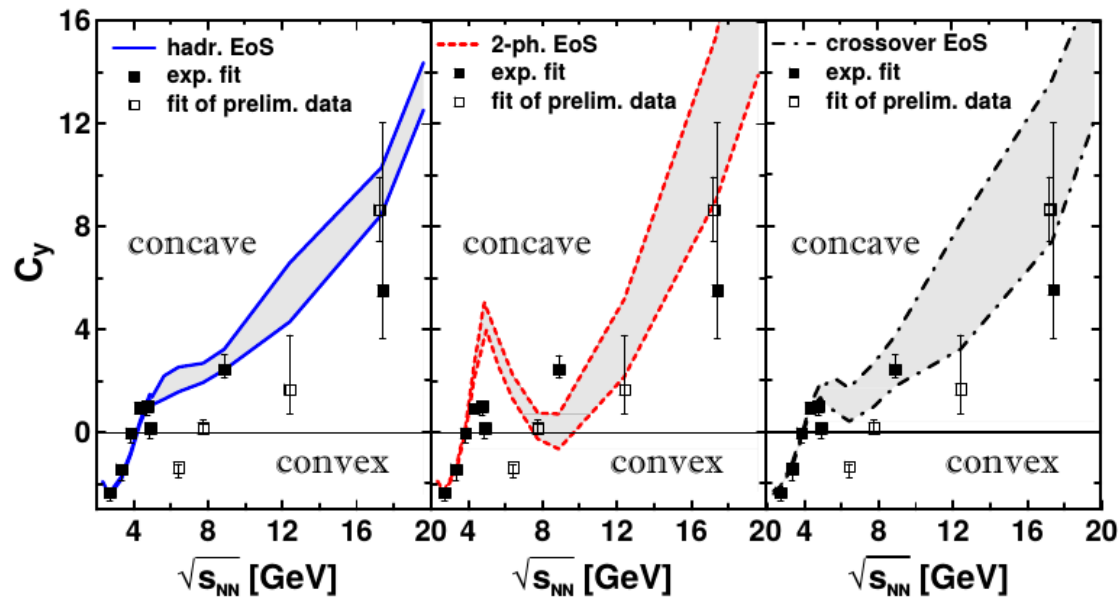 C_y
16
12
8
4
0
hadr. EoS
exp. fit
fit of prelim. data
concave
convex
4 8 12 16 20
√s_NN [GeV]
2-ph. EoS
exp. fit
fit of prelim. data
concave
convex
4 8 12 16 20
√s_NN [GeV]
crossover EoS
exp. fit
fit of prelim. data
concave
convex
4 8 12 16 20
√s_NN [GeV]